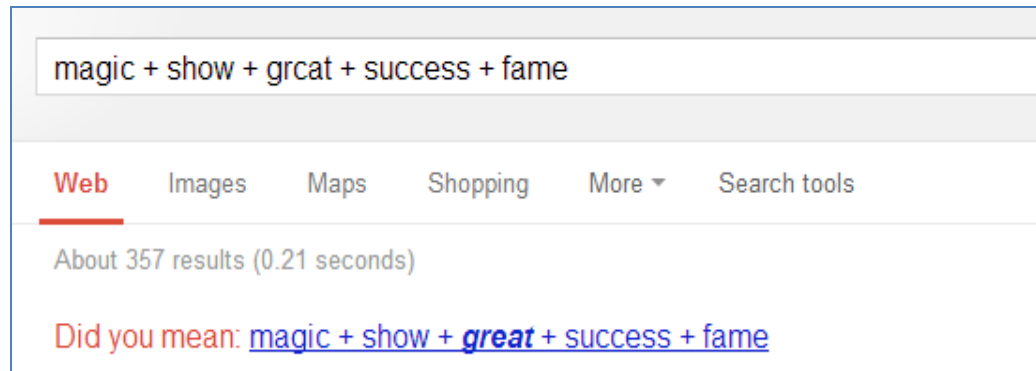 magic + show + grcat + success + fame
Web Images Maps Shopping More Search tools
About 357 results (0.21 seconds)
Did you mean: magic + show + great + success + fame